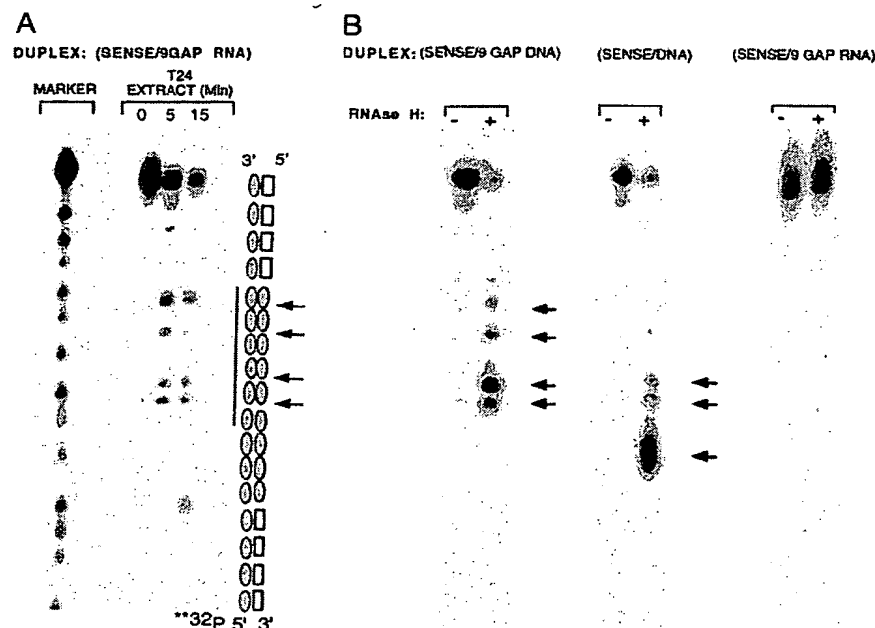 A
DUPLEX: (SENSE/9GAP RNA)
MARKER
T24
EXTRACT (Min)
0 5 15
3' 5'
**32P 5' 3'
B
DUPLEX: (SENSE/9 GAP DNA) (SENSE/DNA) (SENSE/9 GAP RNA)
RNAse H: - + - + - +